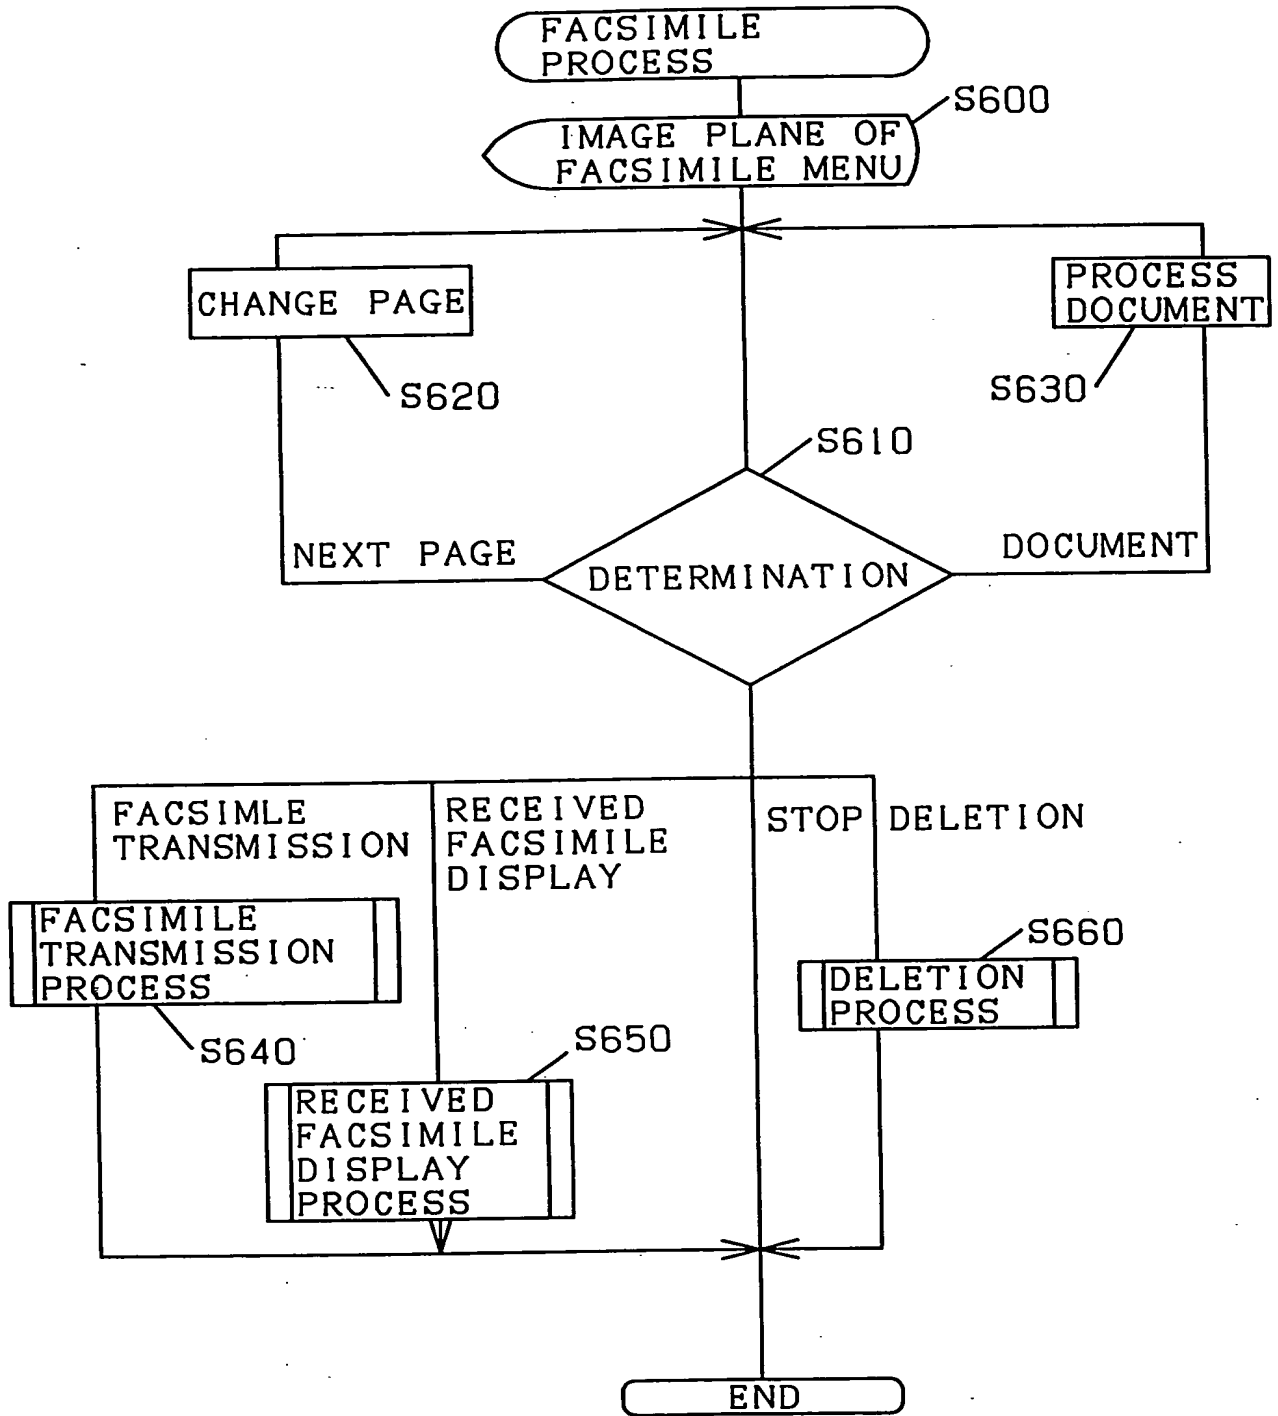 FACSIMILE
PROCESS
S600
IMAGE PLANE OF
FACSIMILE MENU
CHANGE PAGE
PROCESS
DOCUMENT
S620
S630
S610
NEXT PAGE
DETERMINATION
DOCUMENT
FACSIMLE
TRANSMISSION
RECEIVED
FACSIMILE
DISPLAY
STOP
DELETION
FACSIMILE
TRANSMISSION
PROCESS
S660
DELETION
PROCESS
S640
S650
RECEIVED
FACSIMILE
DISPLAY
PROCESS
END